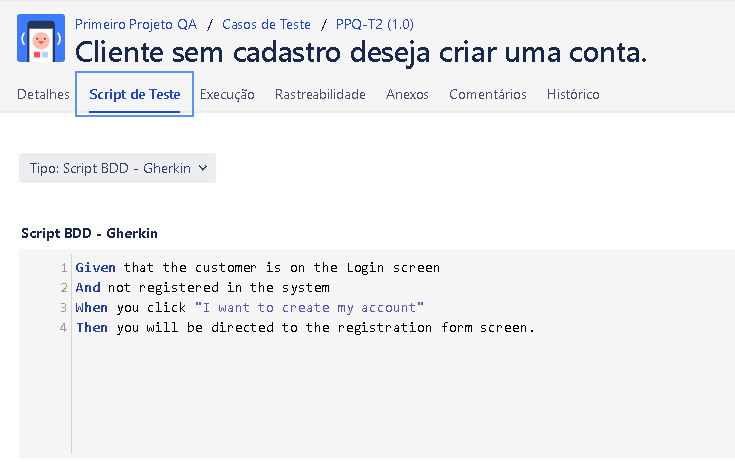 Primeiro Projeto QA / Casos de Teste / PPQ-T2 (1.0)
Cliente sem cadastro deseja criar uma conta.
Detalhes Script de Teste Execução Rastreabilidade Anexos Comentários Histórico
Tipo: Script BDD - Gherkin
Script BDD - Gherkin
1 Given that the customer is on the Login screen
2 And not registered in the system
3 When you click "I want to create my account"
4 Then you will be directed to the registration form screen.